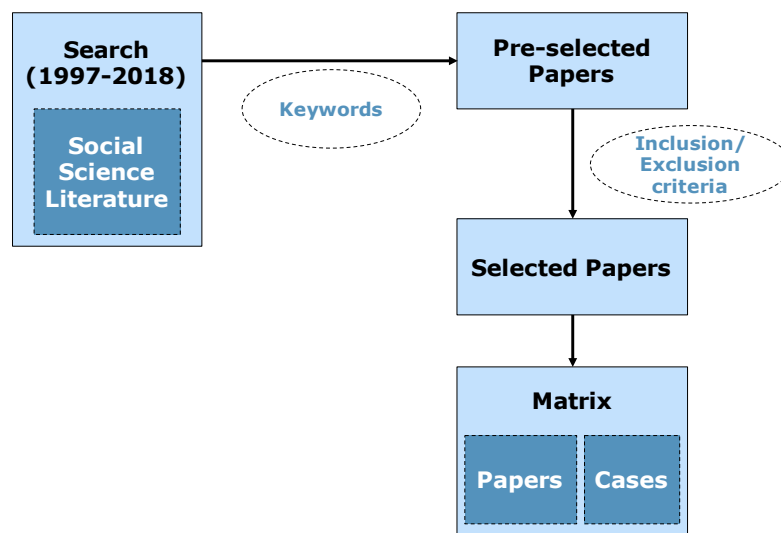 Search
(1997-2018)
Social
Science
Literature
Keywords
Pre-selected
Papers
Inclusion/
Exclusion
criteria
Selected Papers
Matrix
Papers
Cases